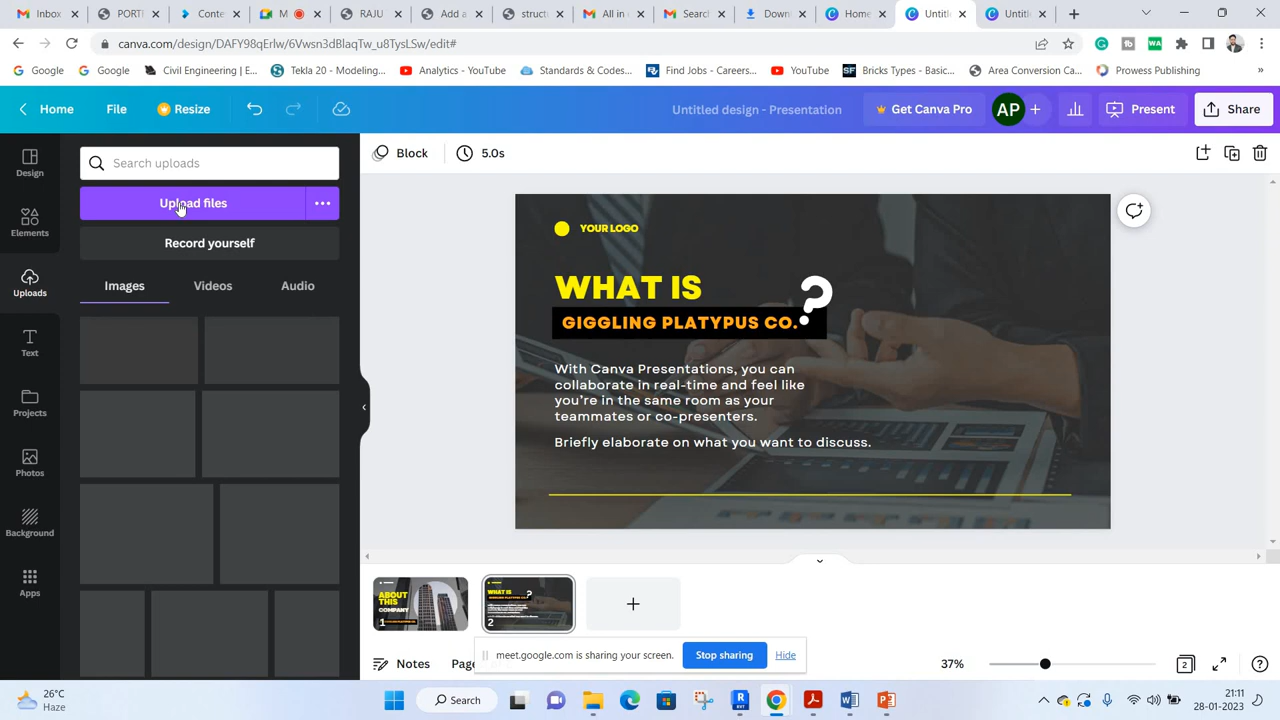 Inbox
PORTI
Conte
M
RAJU
Add a
struct
All in
Search
Down
Home
Untitl
Untitl
canva.com/design/DAFY98qErIw/6Vwsn3dBlaqTw_u8TysLSw/edit#
Google
Google
Civil Engineering | E...
Tekla 20 - Modeling...
Analytics - YouTube
Standards & Codes...
Find Jobs - Careers...
YouTube
Bricks Types - Basic...
Area Conversion Ca...
Prowess Publishing
»
Home
File
Resize
Untitled design - Presentation
Get Canva Pro
AP
Present
Share
Design
Elements
Uploads
Text
Projects
Photos
Background
Apps
Search uploads
Upload files
Record yourself
Images
Videos
Audio
Block
5.0s
YOUR LOGO
WHAT IS
GIGGLING PLATYPUS CO.
?
With Canva Presentations, you can
collaborate in real-time and feel like
you're in the same room as your
teammates or co-presenters.
Briefly elaborate on what you want to discuss.
ABOUT
THIS
COMPANY
1
WHAT IS
GIGGLING PLATYPUS CO.
?
2
meet.google.com is sharing your screen.
Stop sharing
Hide
Notes
Page
37%
2
26°C
Haze
Search
21:11
28-01-2023